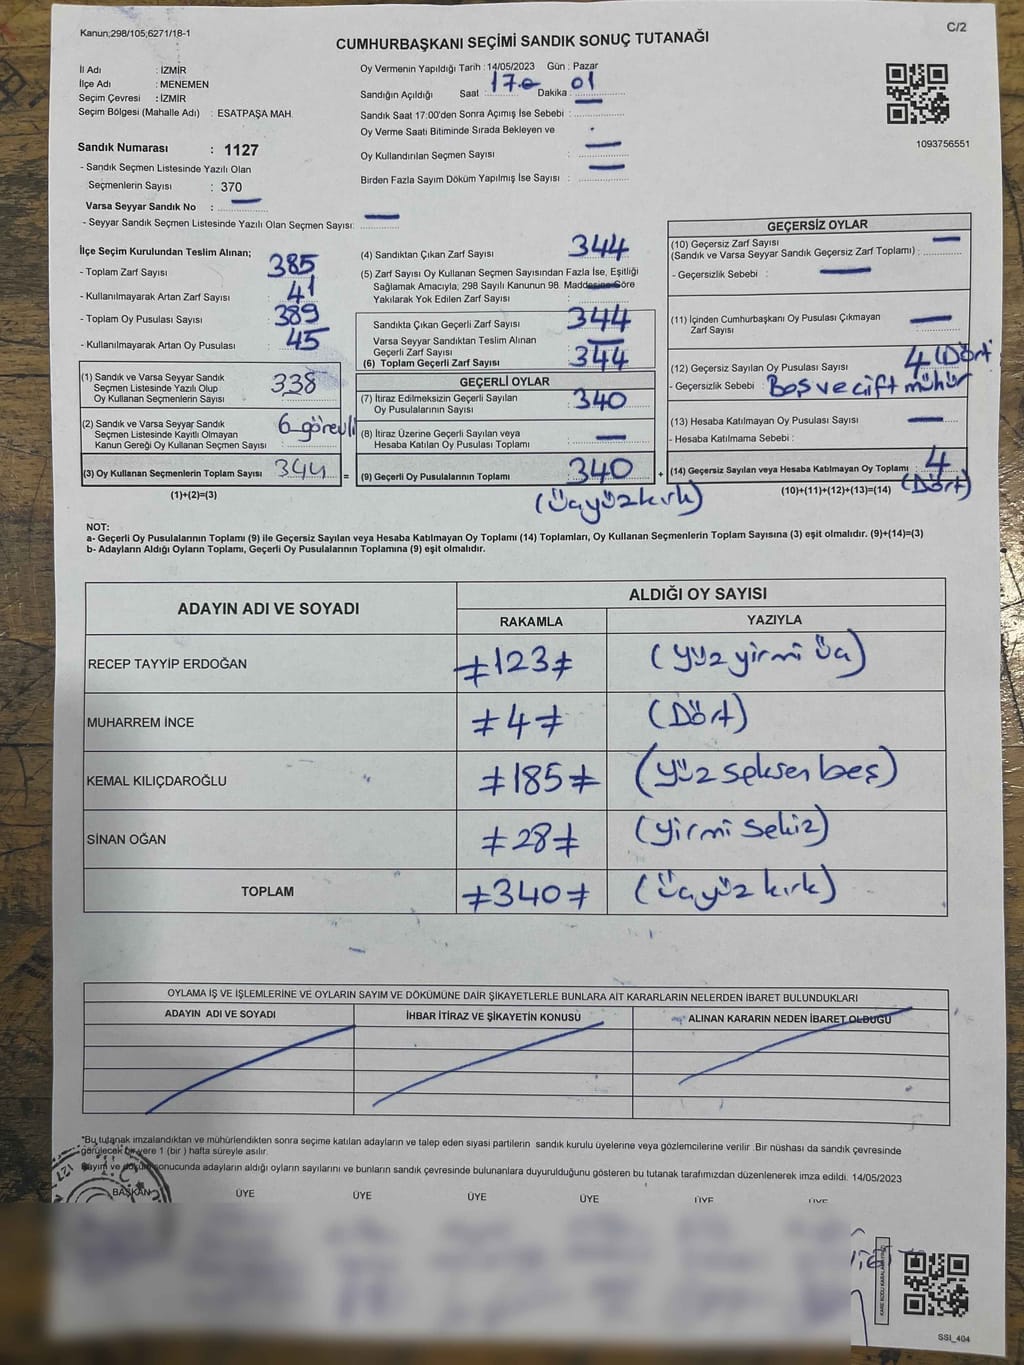 Kanun;298/105;6271/18-1
C/2
CUMHURBAŞKANI SEÇİMİ SANDIK SONUÇ TUTANAĞI
İl Adı : İZMİR
İlçe Adı : MENEMEN
Seçim Çevresi : İZMİR
Seçim Bölgesi (Mahalle Adı) : ESATPAŞA MAH.
Sandık Numarası : 1127
- Sandık Seçmen Listesinde Yazılı Olan
Seçmenlerin Sayısı : 370
Varsa Seyyar Sandık No :
- Seyyar Sandık Seçmen Listesinde Yazılı Olan Seçmen Sayısı:
Oy Vermenin Yapıldığı Tarih : 14/05/2023 Gün : Pazar
Sandığın Açıldığı Saat : 17.0 Dakika : 01
Sandık Saat 17:00'den Sonra Açımış İse Sebebi :
Oy Verme Saati Bitiminde Sırada Bekleyen ve
Oy Kullandırılan Seçmen Sayısı :
Birden Fazla Sayım Döküm Yapılmış İse Sayısı :
1093756551
İlçe Seçim Kurulundan Teslim Alınan;
- Toplam Zarf Sayısı : 385
- Kullanılmayarak Artan Zarf Sayısı : 41
- Toplam Oy Pusulası Sayısı : 389
- Kullanılmayarak Artan Oy Pusulası : 45
(1) Sandık ve Varsa Seyyar Sandık
Seçmen Listesinde Yazılı Olup
Oy Kullanan Seçmenlerin Sayısı : 338
(2) Sandık ve Varsa Seyyar Sandık
Seçmen Listesinde Kayıtlı Olmayan
Kanun Gereği Oy Kullanan Seçmen Sayısı : 6 görevli
(3) Oy Kullanan Seçmenlerin Toplam Sayısı : 344 =
(1)+(2)=(3)
(4) Sandıktan Çıkan Zarf Sayısı : 344
(5) Zarf Sayısı Oy Kullanan Seçmen Sayısından Fazla İse, Eşitliği
Sağlamak Amacıyla; 298 Sayılı Kanunun 98. Maddesine Göre
Yakılarak Yok Edilen Zarf Sayısı :
Sandıkta Çıkan Geçerli Zarf Sayısı : 344
Varsa Seyyar Sandıktan Teslim Alınan
Geçerli Zarf Sayısı :
(6) Toplam Geçerli Zarf Sayısı : 344
GEÇERLİ OYLAR
(7) İtiraz Edilmeksizin Geçerli Sayılan
Oy Pusulalarının Sayısı : 340
(8) İtiraz Üzerine Geçerli Sayılan veya
Hesaba Katılan Oy Pusulası Toplamı :
(9) Geçerli Oy Pusulalarının Toplamı : 340 +
(üçyüzkırk)
GEÇERSİZ OYLAR
(10) Geçersiz Zarf Sayısı
(Sandık ve Varsa Seyyar Sandık Geçersiz Zarf Toplamı) :
- Geçersizlik Sebebi :
(11) İçinden Cumhurbaşkanı Oy Pusulası Çıkmayan
Zarf Sayısı :
(12) Geçersiz Sayılan Oy Pusulası Sayısı : 4 (Dört
- Geçersizlik Sebebi : Boş ve çift mühür
(13) Hesaba Katılmayan Oy Pusulası Sayısı :
- Hesaba Katılmama Sebebi :
(14) Geçersiz Sayılan veya Hesaba Katılmayan Oy Toplamı : 4
(10)+(11)+(12)+(13)=(14) (Dört)
NOT:
a- Geçerli Oy Pusulalarının Toplamı (9) ile Geçersiz Sayılan veya Hesaba Katılmayan Oy Toplamı (14) Toplamları, Oy Kullanan Seçmenlerin Toplam Sayısına (3) eşit olmalıdır. (9)+(14)=(3)
b- Adayların Aldığı Oyların Toplamı, Geçerli Oy Pusulalarının Toplamına (9) eşit olmalıdır.
ADAYIN ADI VE SOYADI
ALDIĞI OY SAYISI
RAKAMLA YAZIYLA
RECEP TAYYİP ERDOĞAN ≠123≠ (yüz yirmi üç)
MUHARREM İNCE ≠4≠ (Dört)
KEMAL KILIÇDAROĞLU ≠185≠ (yüz seksen beş)
SİNAN OĞAN ≠28≠ (yirmi sekiz)
TOPLAM ≠340≠ (üçyüz kırk)
OYLAMA İŞ VE İŞLEMLERİNE VE OYLARIN SAYIM VE DÖKÜMÜNE DAİR ŞİKAYETLERLE BUNLARA AİT KARARLARIN NELERDEN İBARET BULUNDUKLARI
ADAYIN ADI VE SOYADI İHBAR İTİRAZ VE ŞİKAYETİN KONUSU ALINAN KARARIN NEDEN İBARET OLDUĞU
"Bu tutanak imzalandıktan ve mühürlendikten sonra seçime katılan adayların ve talep eden siyasi partilerin sandık kurulu üyelerine veya gözlemcilerine verilir. Bir nüshası da sandık çevresinde
görülecek bir yere 1 (bir ) hafta süreyle asılır.
Sayım ve döküm sonucunda adayların aldığı oyların sayılarını ve bunların sandık çevresinde bulunanlara duyurulduğunu gösteren bu tutanak tarafımızdan düzenlenerek imza edildi. 14/05/2023
BAŞKAN ÜYE ÜYE ÜYE ÜYE ÜYE ÜYE
T.C.
SSI_404